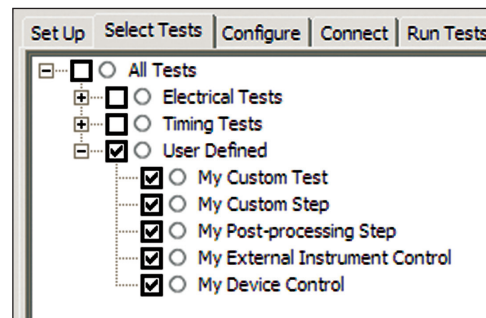 Set Up Select Tests Configure Connect Run Tests
All Tests
Electrical Tests
Timing Tests
User Defined
My Custom Test
My Custom Step
My Post-processing Step
My External Instrument Control
My Device Control